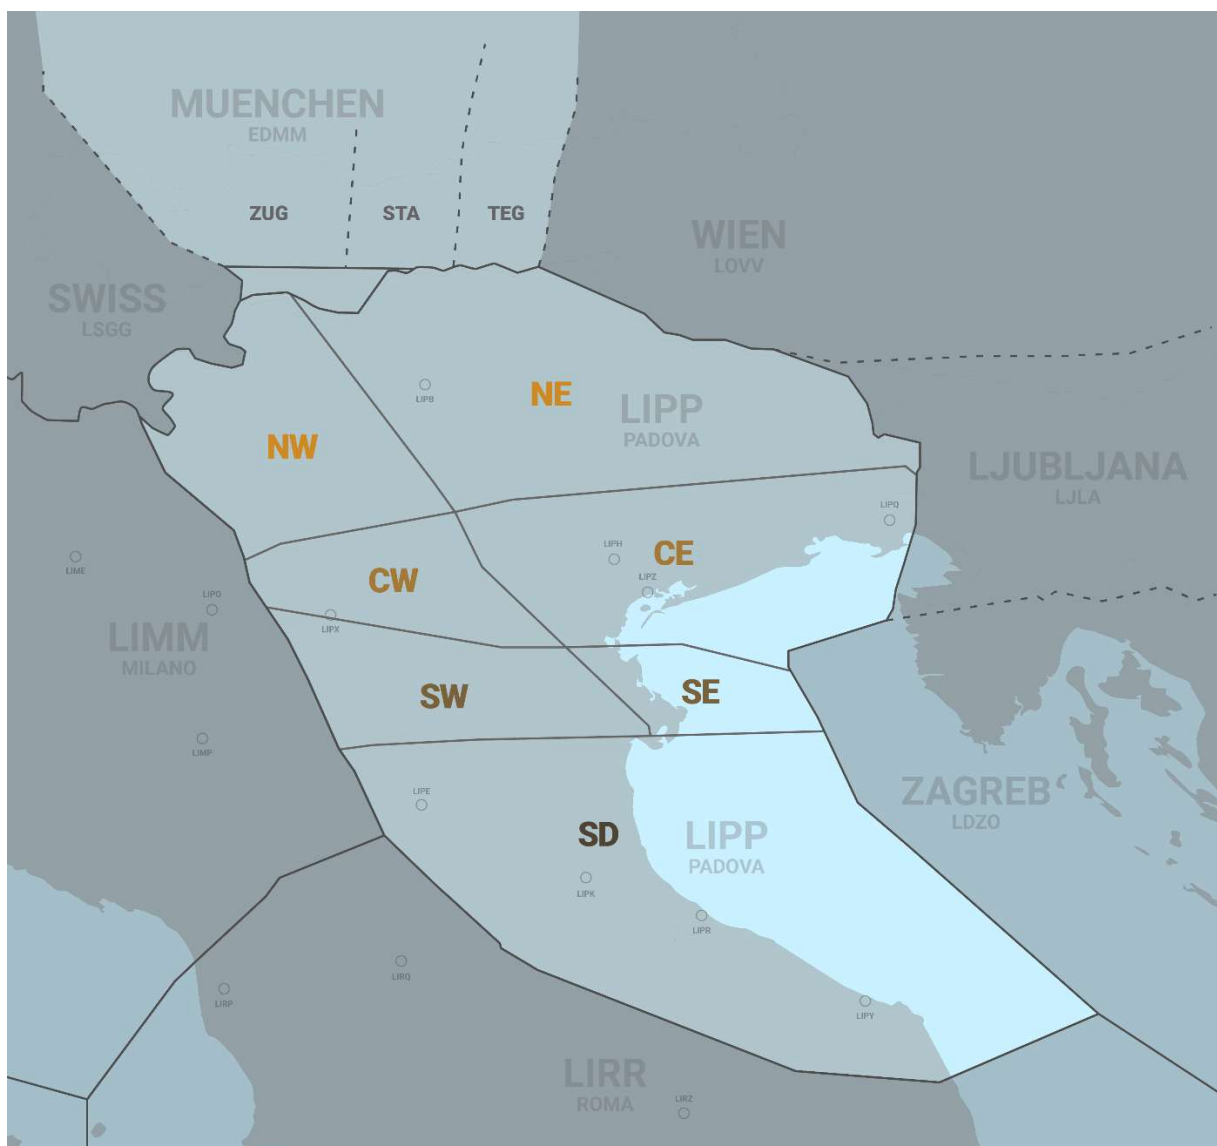 MUENCHEN
EDMM
ZUG
STA
TEG
WIEN
LOVV
SWISS
LSGG
LIPB
NE
LIPP
PADOVA
NW
LJUBLJANA
LJLA
LIPQ
LIPH
CE
LIME
CW
LIPZ
LIPO
LIPX
LIMM
MILANO
SW
SE
LIMP
LIPE
ZAGREB
LDZO
SD
LIPP
PADOVA
LIPK
LIPR
LIRQ
LIRP
LIPY
LIRR
ROMA
LIRZ